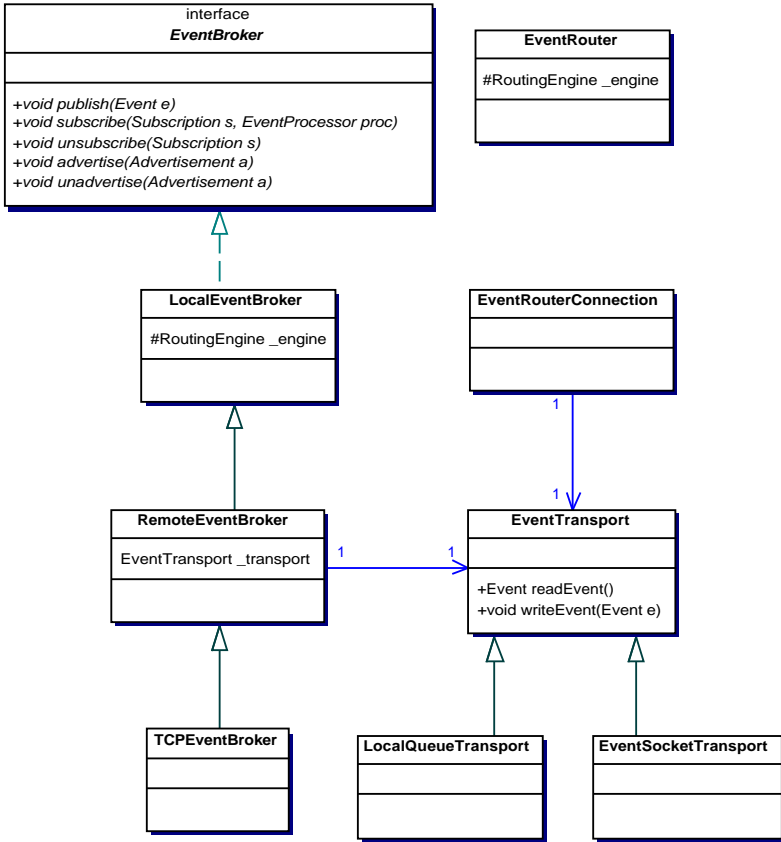 interface
EventBroker
+void publish(Event e)
+void subscribe(Subscription s, EventProcessor proc)
+void unsubscribe(Subscription s)
+void advertise(Advertisement a)
+void unadvertise(Advertisement a)
EventRouter
#RoutingEngine _engine
LocalEventBroker
#RoutingEngine _engine
EventRouterConnection
1
1
RemoteEventBroker
EventTransport _transport
1
1
EventTransport
+Event readEvent()
+void writeEvent(Event e)
TCPEventBroker
LocalQueueTransport
EventSocketTransport